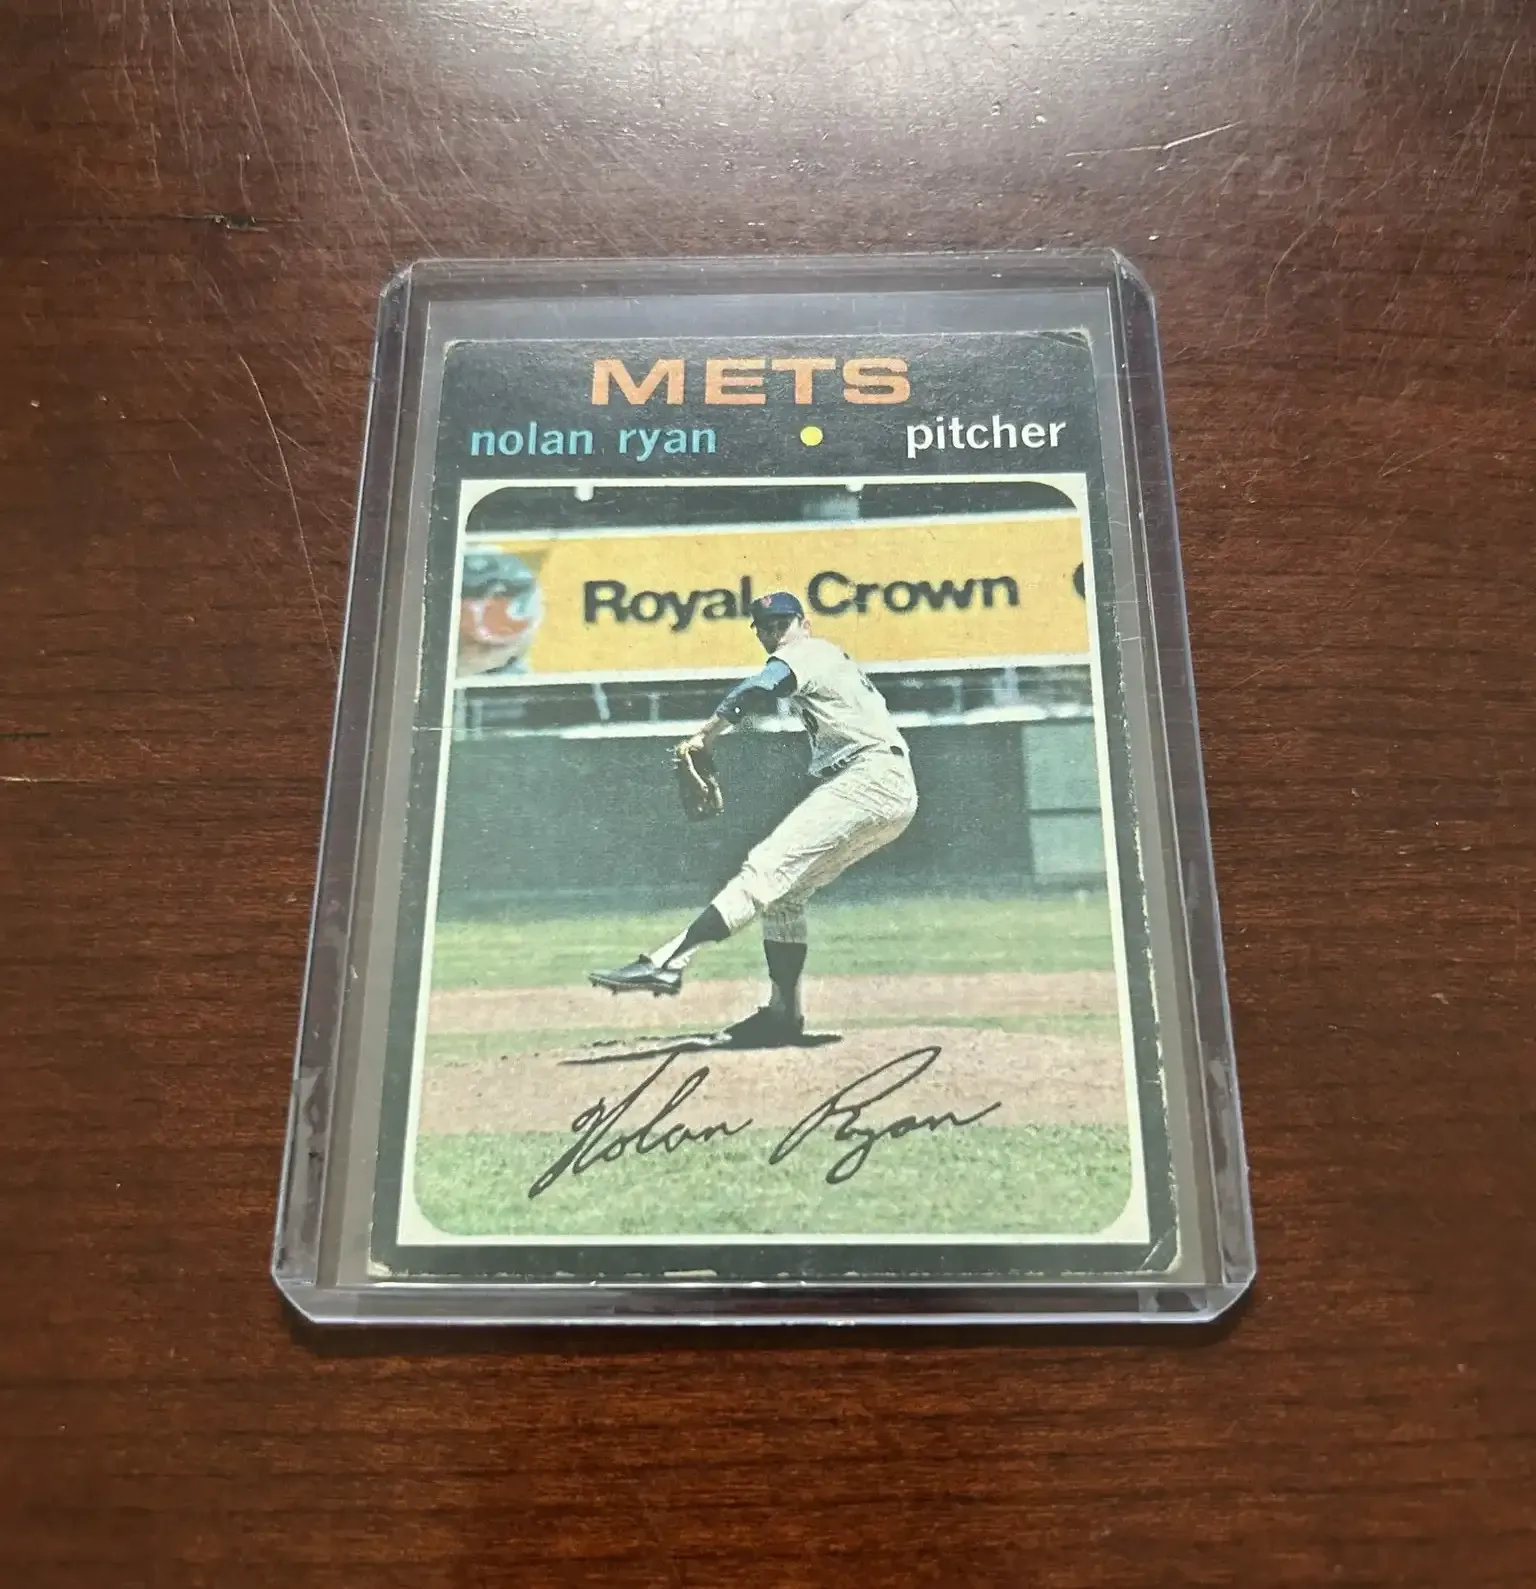 METS
nolan ryan • pitcher
Royal Crown
Nolan Ryan